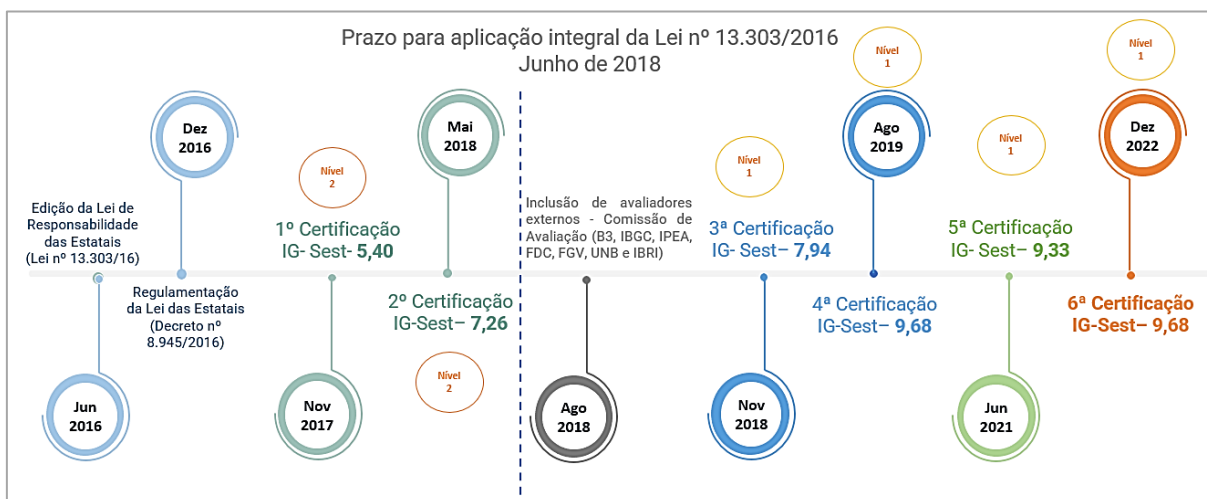 Prazo para aplicação integral da Lei nº 13.303/2016
Junho de 2018
Edição da Lei de
Responsabilidade
das Estatais
(Lei nº 13.303/16)
Jun
2016
Dez
2016
Regulamentação
da Lei das Estatais
(Decreto nº
8.945/2016)
Nível
2
1º Certificação
IG- Sest– 5,40
Nov
2017
Mai
2018
2º Certificação
IG-Sest– 7,26
Nível
2
Inclusão de avaliadores
externos - Comissão de
Avaliação (B3, IBGC, IPEA,
FDC, FGV, UNB e IBRI)
Ago
2018
Nível
1
3ª Certificação
IG-Sest– 7,94
Nov
2018
Nível
1
Ago
2019
4ª Certificação
IG-Sest– 9,68
Nível
1
5ª Certificação
IG-Sest– 9,33
Jun
2021
Nível
1
Dez
2022
6ª Certificação
IG-Sest– 9,68